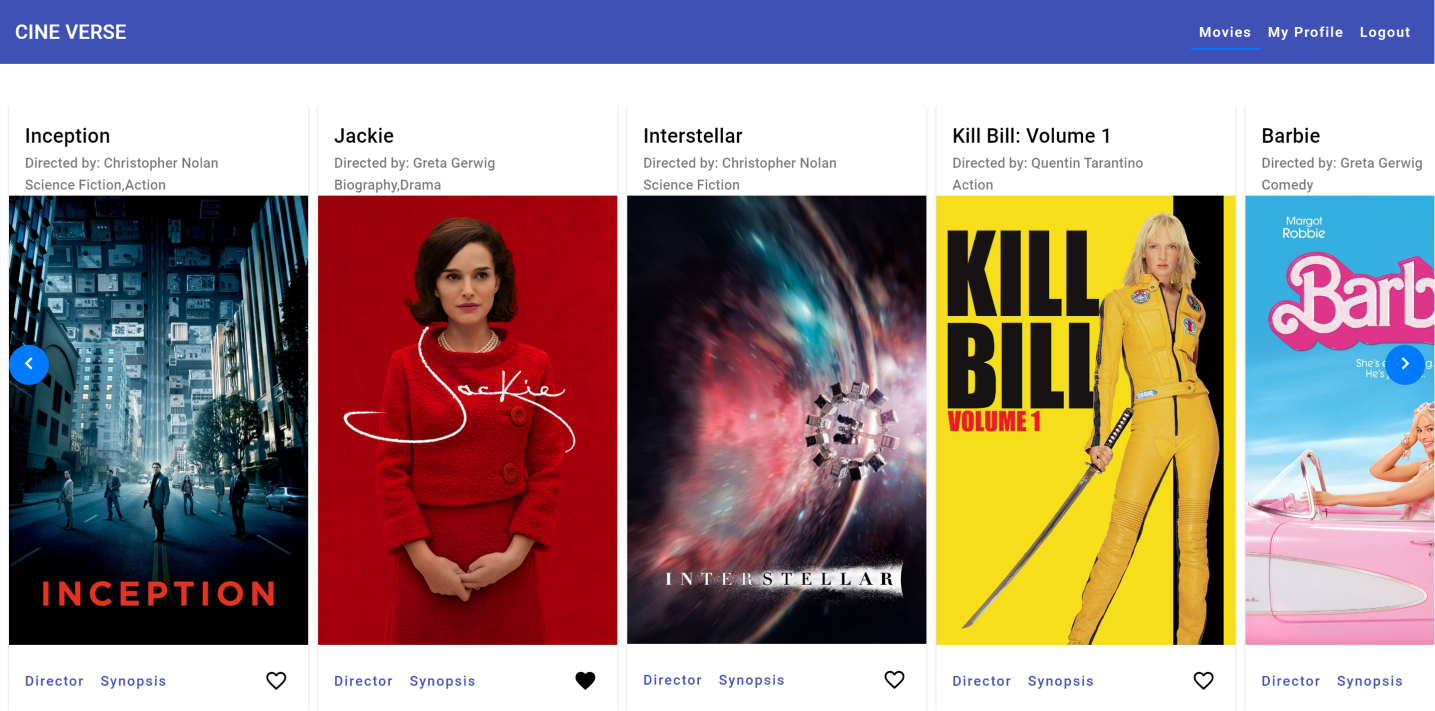 CINE VERSE
Movies My Profile Logout
Inception
Directed by: Christopher Nolan
Science Fiction,Action
INCEPTION
Director Synopsis
Jackie
Directed by: Greta Gerwig
Biography,Drama
Jackie
Director Synopsis
Interstellar
Directed by: Christopher Nolan
Science Fiction
INTERSTELLAR
Director Synopsis
Kill Bill: Volume 1
Directed by: Quentin Tarantino
Action
KILL
BILL
VOLUME 1
Director Synopsis
Barbie
Directed by: Greta Gerwig
Comedy
Margot
Robbie
Barb
She's
He's
Director Synopsis